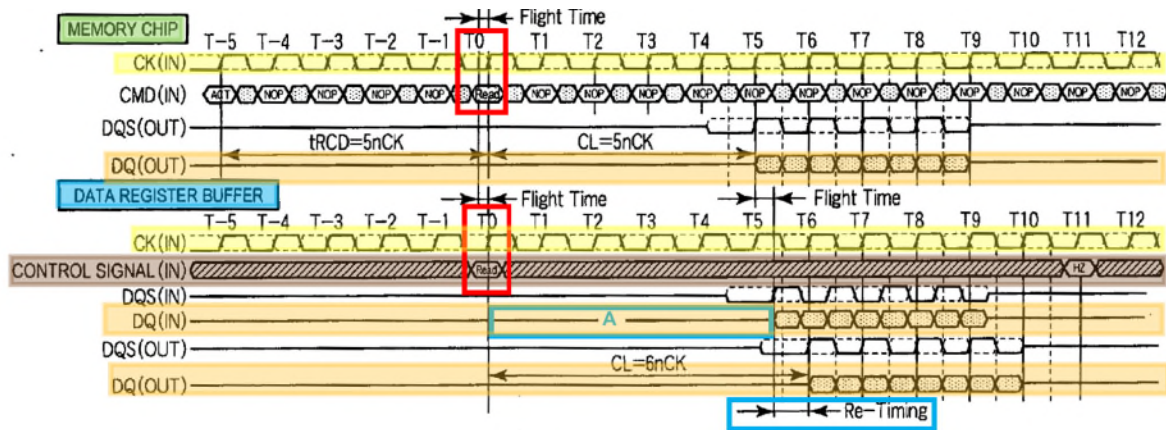 Flight Time
MEMORY CHIP
T-5 T-4 T-3 T-2 T-1 T0 T1 T2 T3 T4 T5 T6 T7 T8 T9 T10 T11 T12
CK(IN)
CMD(IN) ACT NOP NOP NOP NOP Read NOP NOP NOP NOP NOP NOP NOP NOP NOP NOP NOP NOP
DQS(OUT)
tRCD=5nCK CL=5nCK
DQ(OUT)
DATA REGISTER BUFFER Flight Time Flight Time
T-5 T-4 T-3 T-2 T-1 T0 T1 T2 T3 T4 T5 T6 T7 T8 T9 T10 T11 T12
CK(IN)
CONTROL SIGNAL(IN) Read HZ
DQS(IN)
DQ(IN) A
DQS(OUT)
CL=6nCK
DQ(OUT)
Re-Timing